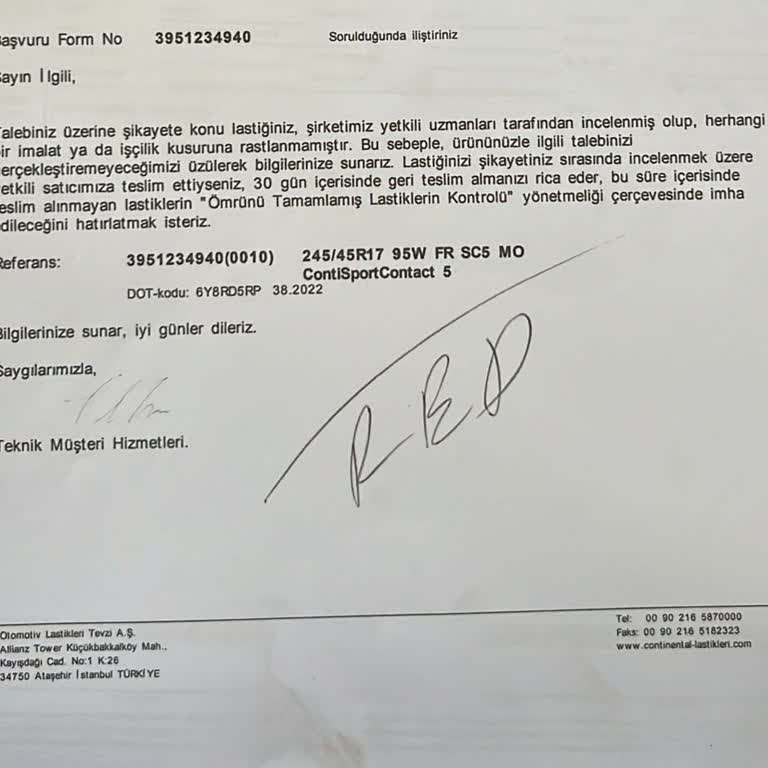 aşvuru Form No 3951234940 Sorulduğunda iliştiriniz
ayın İlgili,
alebiniz üzerine şikayete konu lastiğiniz, şirketimiz yetkili uzmanları tarafından incelenmiş olup, herhangi
ir imalat ya da işçilik kusuruna rastlanmamıştır. Bu sebeple, ürününüzle ilgili talebinizi
erçekleştiremeyeceğimizi üzülerek bilgilerinize sunarız. Lastiğinizi şikayetiniz sırasında incelenmek üzere
etkili satıcımıza teslim ettiyseniz, 30 gün içerisinde geri teslim almanızı rica eder, bu süre içerisinde
eslim alınmayan lastiklerin "Ömrünü Tamamlamış Lastiklerin Kontrolü" yönetmeliği çerçevesinde imha
dileceğini hatırlatmak isteriz.
Referans: 3951234940(0010) 245/45R17 95W FR SC5 MO
ContiSportContact 5
DOT-kodu: 6Y8RD5RP 38.2022
Bilgilerinize sunar, iyi günler dileriz.
Saygılarımızla,
RED
Teknik Müşteri Hizmetleri.
Otomotiv Lastikleri Tevzi A.Ş.
Allianz Tower Küçükbakkalköy Mah.,
Kayışdağı Cad. No:1 K:26
34750 Ataşehir İstanbul TÜRKİYE
Tel: 00 90 216 5870000
Faks: 00 90 216 5182323
www.continental-lastikleri.com